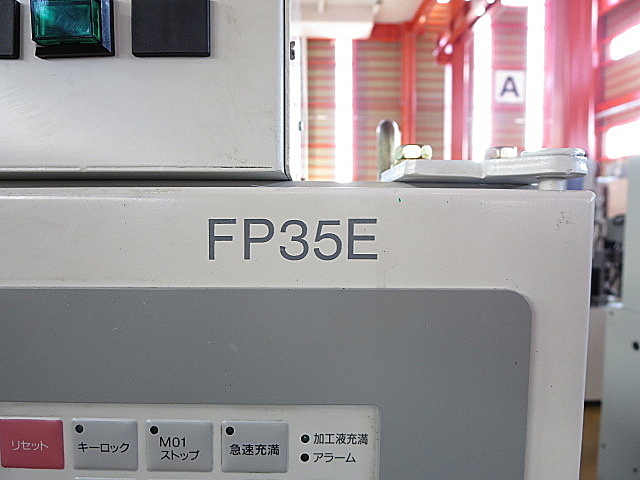 A
FP35E
リセット
キーロック
M01
ストップ
急速充満
加工液充満
アラーム